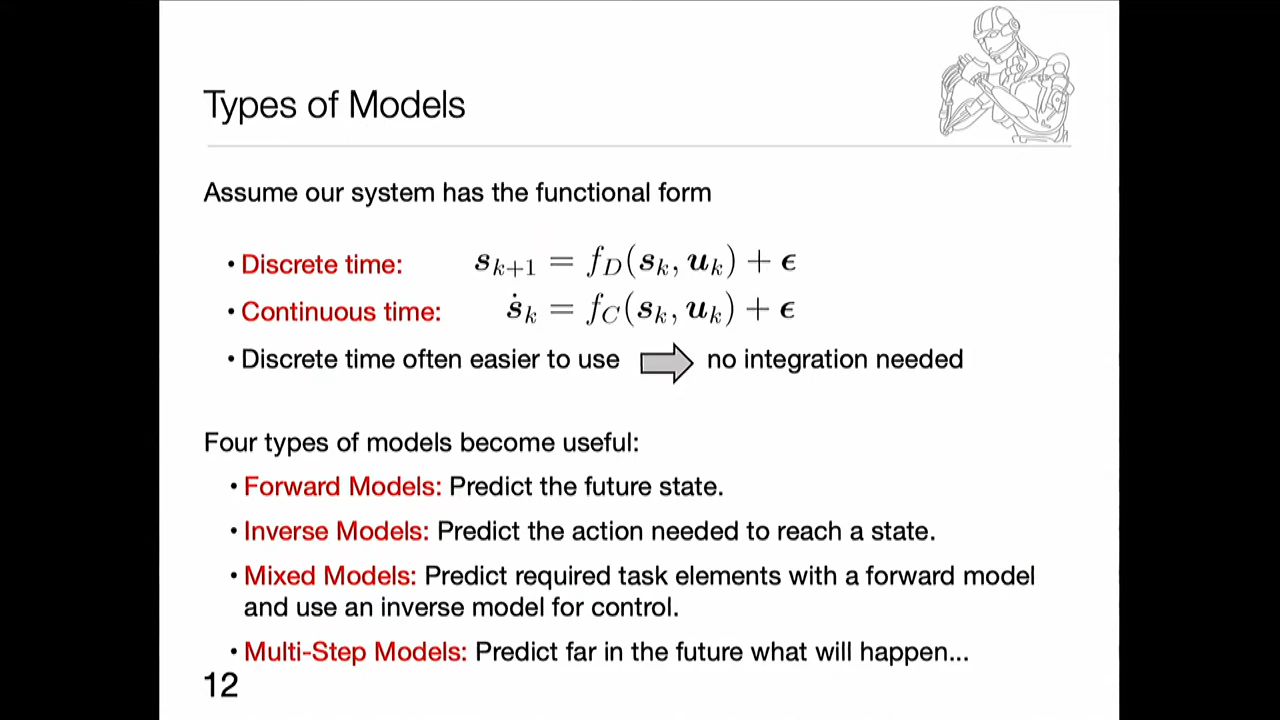 Types of Models
Assume our system has the functional form
• Discrete time: s_{k+1} = f_D(s_k, u_k) + ϵ
• Continuous time: ṡ_k = f_C(s_k, u_k) + ϵ
• Discrete time often easier to use ⇒ no integration needed
Four types of models become useful:
• Forward Models: Predict the future state.
• Inverse Models: Predict the action needed to reach a state.
• Mixed Models: Predict required task elements with a forward model
and use an inverse model for control.
• Multi-Step Models: Predict far in the future what will happen...
12